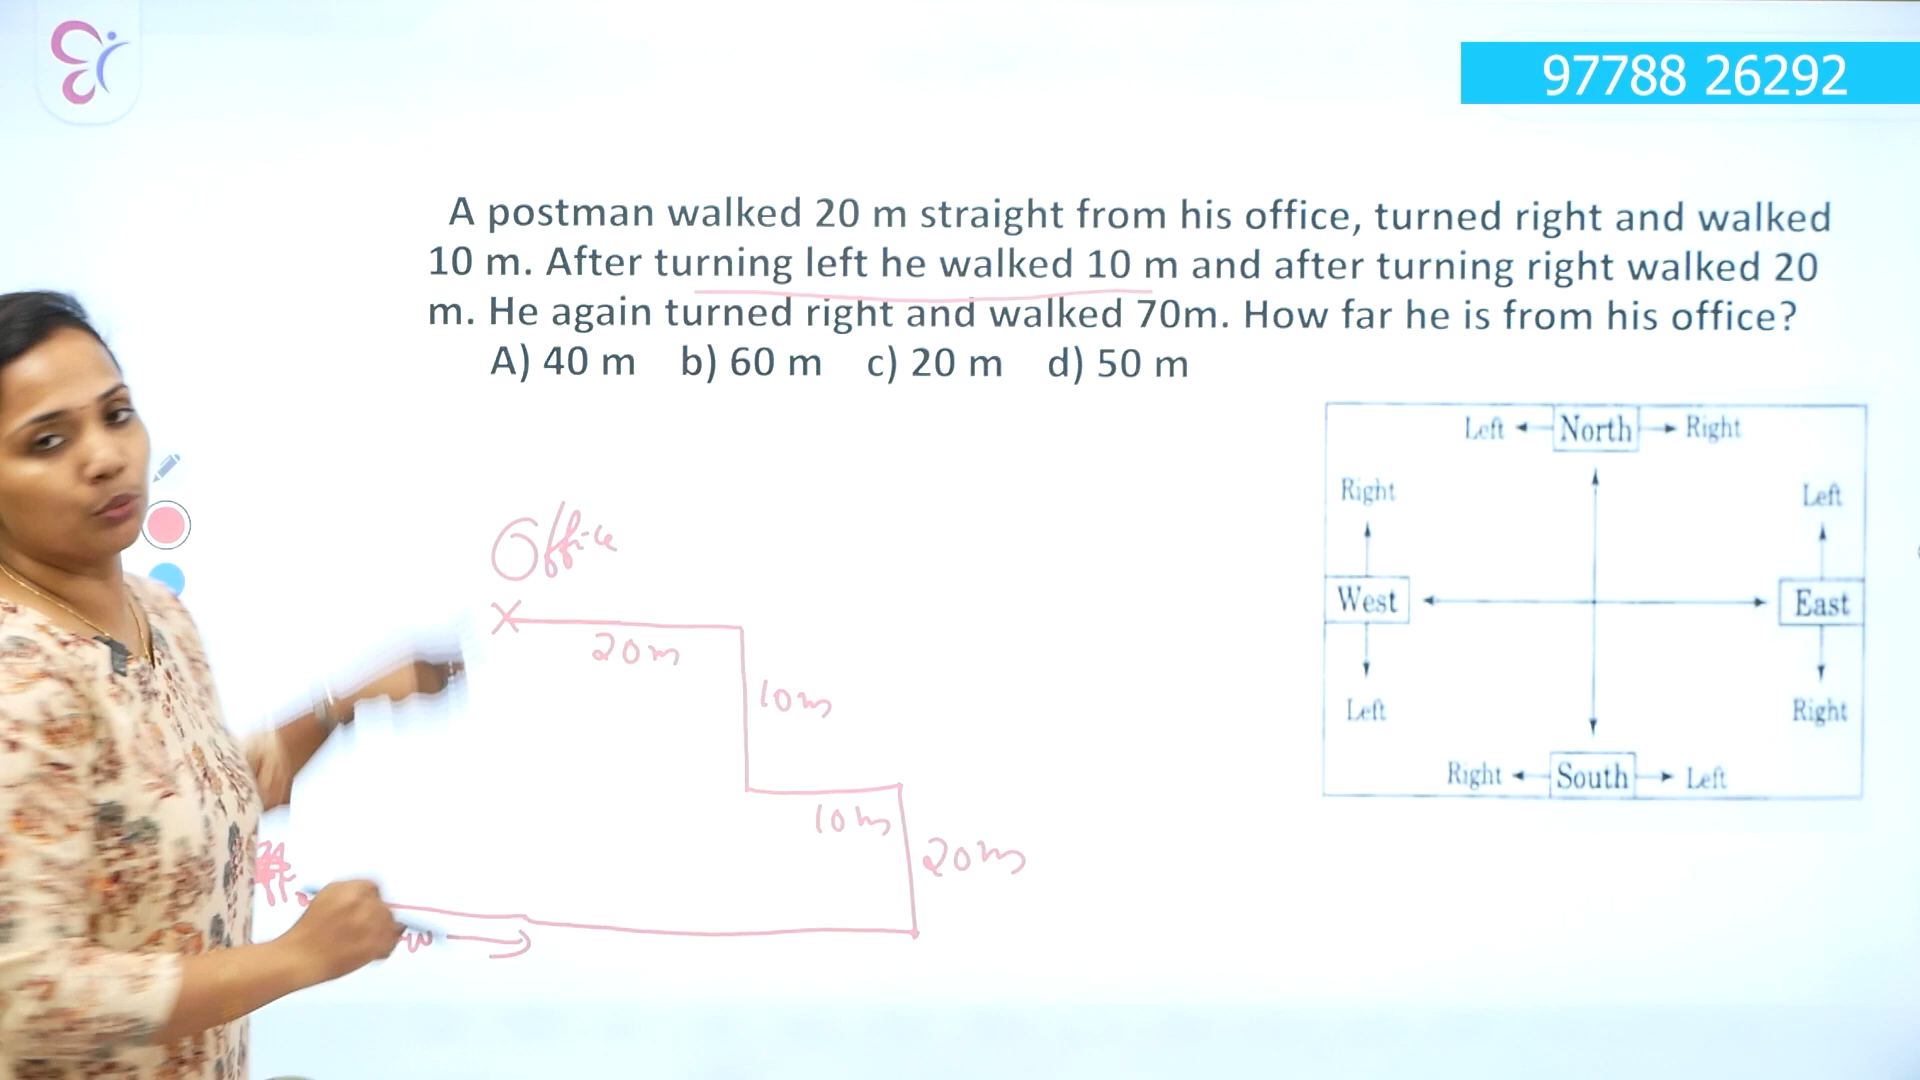 97788 26292
A postman walked 20 m straight from his office, turned right and walked
10 m. After turning left he walked 10 m and after turning right walked 20
m. He again turned right and walked 70m. How far he is from his office?
A) 40 m b) 60 m c) 20 m d) 50 m
Left North Right
Right Left
West East
Left Right
Right South Left
Office
20m
10m
10m
20m